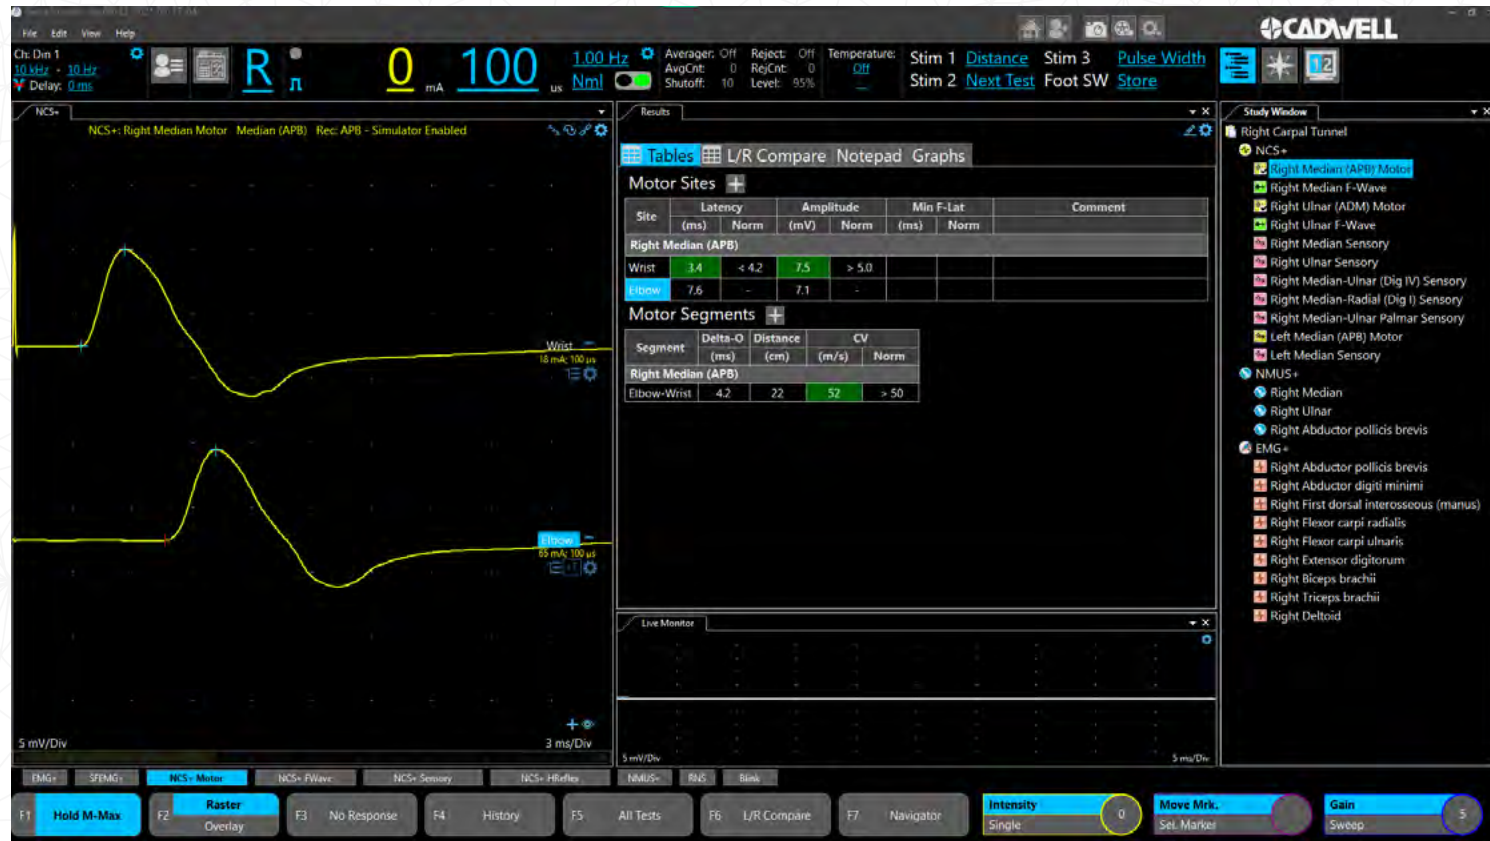 File Edit View Help
CADWELL
Ch: Din 1
10 kHz - 10 Hz
Delay: 0 ms
R
0 mA
100 us
1.00 Hz
Nml
Averager: Off
AvgCnt: 0
Shutoff: 10
Reject: Off
RejCnt: 0
Level: 95%
Temperature:
Off
Stim 1 Distance
Stim 2 Next Test
Stim 3 Pulse Width
Foot SW Store
12
NCS+
NCS+: Right Median Motor Median (APB) Rec: APB - Simulator Enabled
Wrist
18 mA; 100 µs
Elbow
65 mA; 100 µs
5 mV/Div
3 ms/Div
Results
Tables L/R Compare Notepad Graphs
Motor Sites +
Site Latency Amplitude Min F-Lat Comment
(ms) Norm (mV) Norm (ms) Norm
Right Median (APB)
Wrist 3.4 < 4.2 7.5 > 5.0
Elbow 7.6 - 7.1 -
Motor Segments +
Segment Delta-O Distance CV
(ms) (cm) (m/s) Norm
Right Median (APB)
Elbow-Wrist 4.2 22 52 > 50
Live Monitor
5 mV/Div
5 ms/Div
Study Window
Right Carpal Tunnel
NCS+
Right Median (APB) Motor
Right Median F-Wave
Right Ulnar (ADM) Motor
Right Ulnar F-Wave
Right Median Sensory
Right Ulnar Sensory
Right Median-Ulnar (Dig IV) Sensory
Right Median-Radial (Dig I) Sensory
Right Median-Ulnar Palmar Sensory
Left Median (APB) Motor
Left Median Sensory
NMUS+
Right Median
Right Ulnar
Right Abductor pollicis brevis
EMG+
Right Abductor pollicis brevis
Right Abductor digiti minimi
Right First dorsal interosseous (manus)
Right Flexor carpi radialis
Right Flexor carpi ulnaris
Right Extensor digitorum
Right Biceps brachii
Right Triceps brachii
Right Deltoid
EMG+ SFEMG+ NCS+ Motor NCS+ FWave NCS+ Sensory NCS+ HReflex NMUS+ RNS Blink
F1 Hold M-Max
F2 Raster
Overlay
F3 No Response
F4 History
F5 All Tests
F6 L/R Compare
F7 Navigator
Intensity
Single
0
Move Mrk.
Sel. Marker
Gain
Sweep
5